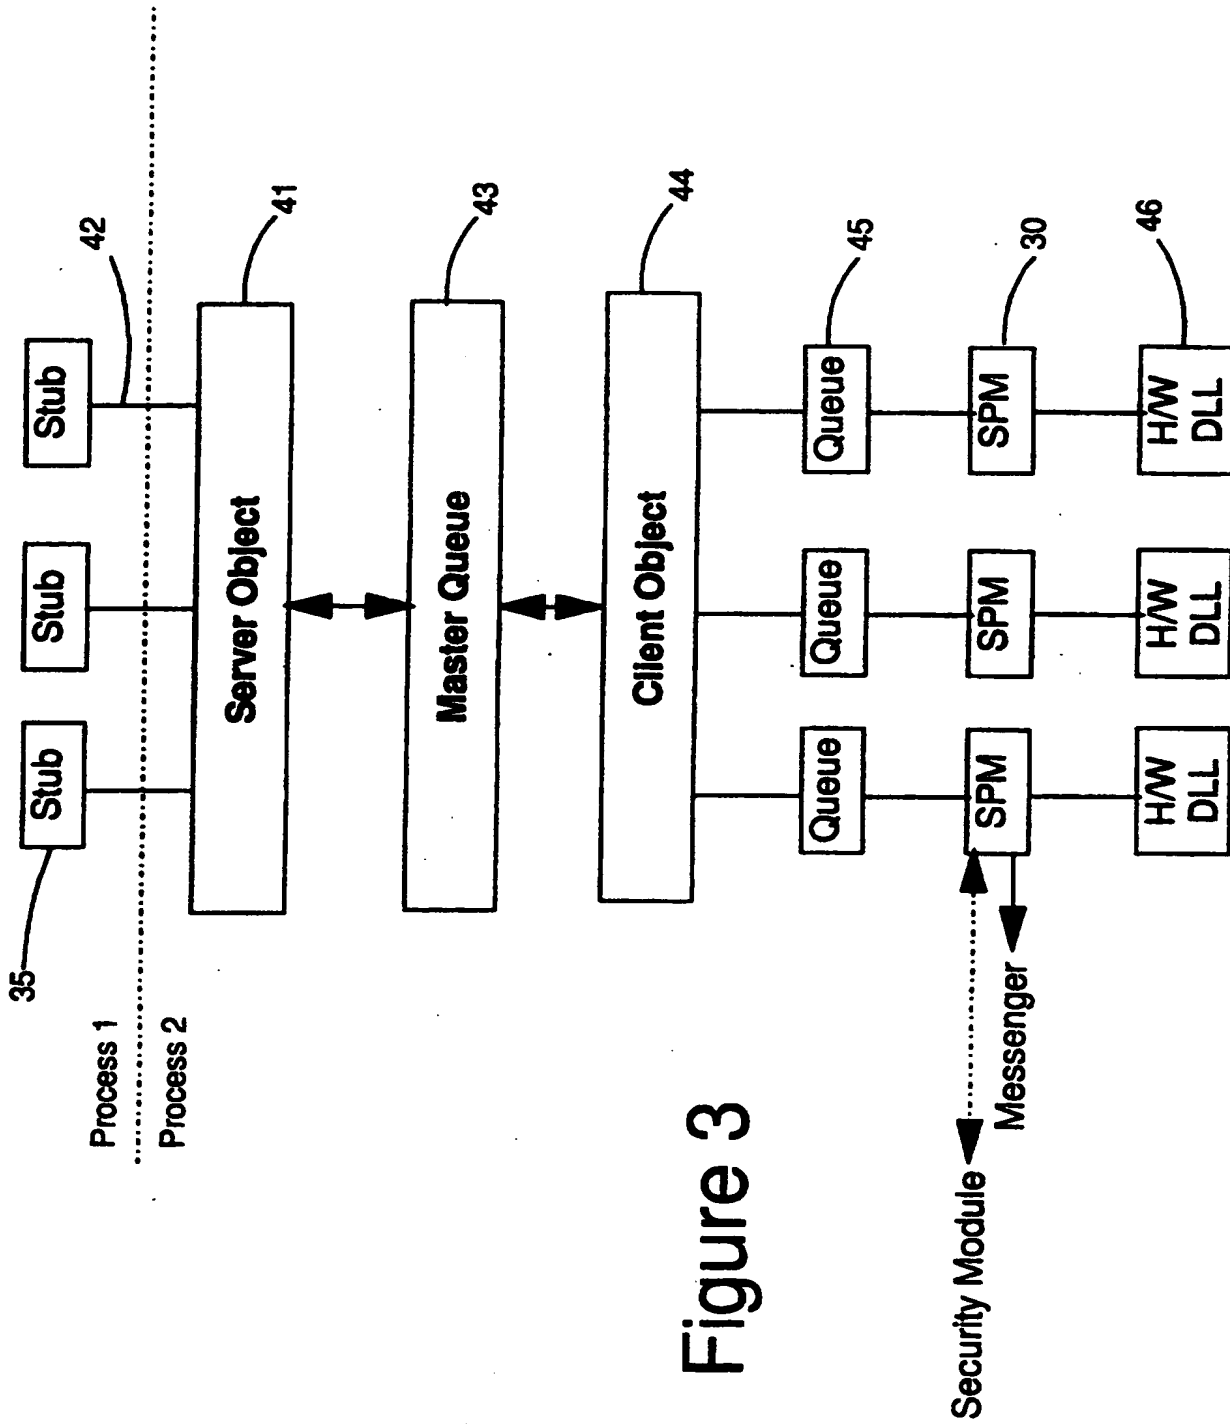 Process 1
Process 2
35
42
Stub
Stub
Stub
Server Object
41
Master Queue
43
Client Object
44
Queue
Queue
Queue
45
SPM
SPM
SPM
30
Security Module
Messenger
H/W
DLL
H/W
DLL
H/W
DLL
46
Figure 3